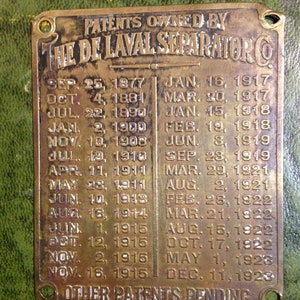 PATENTS OWNED BY
THE DE LAVAL SEPARATOR CO.
SEP. 25, 1877 JAN. 16, 1917
OCT. 4, 1881 MAR. 20, 1917
JUL. 22, 1890 JAN. 15, 1918
JAN. 2, 1900 FEB. 19, 1918
NOV. 10, 1908 JUN. 3, 1919
JUL. 19, 1910 SEP. 23, 1919
APR. 11, 1911 MAR. 29, 1921
MAY 23, 1911 AUG. 2, 1921
JUN. 10, 1913 FEB. 28, 1922
AUG. 1914 MAR. 21, 1922
JUN. 1, 1915 AUG. 15, 1922
OCT. 12, 1915 OCT. 17, 1922
NOV. 2, 1915 MAY 1, 1923
NOV. 16, 1915 DEC. 11, 1923
OTHER PATENTS PENDING